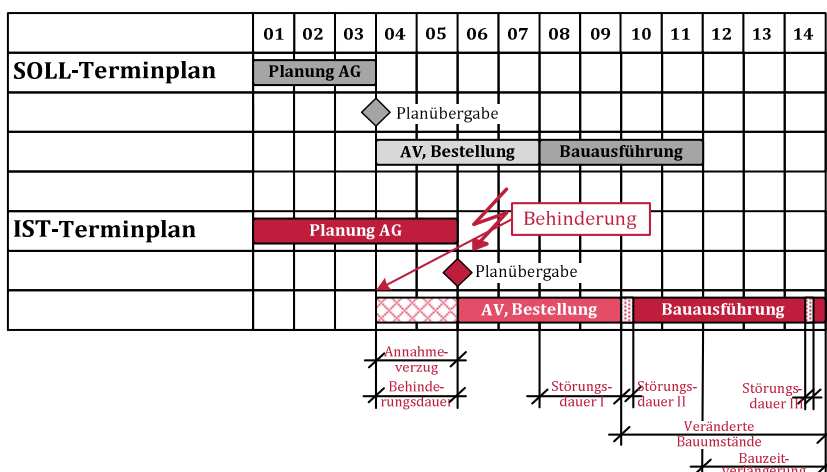 01 02 03 04 05 06 07 08 09 10 11 12 13 14
SOLL-Terminplan
Planung AG
Planübergabe
AV, Bestellung
Bauausführung
Behinderung
IST-Terminplan
Planung AG
Planübergabe
AV, Bestellung
Bauausführung
Annahme-
verzug
Behinde-
rungsdauer
Störungs-
dauer I
Störungs-
dauer II
Störungs-
dauer III
Veränderte
Bauumstände
Bauzeit-
verlängerung